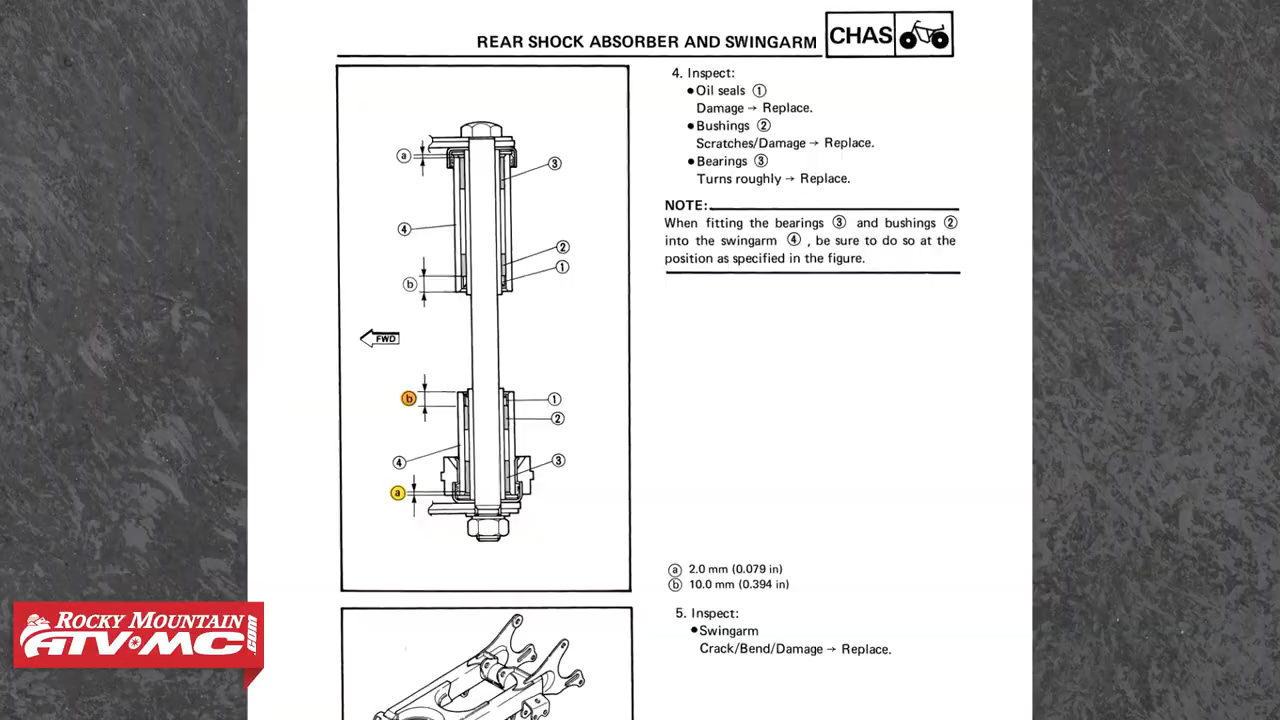 REAR SHOCK ABSORBER AND SWINGARM
CHAS
a
3
4
2
1
b
FWD
b
1
2
4
3
a
4. Inspect:
●Oil seals ①
Damage → Replace.
●Bushings ②
Scratches/Damage → Replace.
●Bearings ③
Turns roughly → Replace.
NOTE:
When fitting the bearings ③ and bushings ②
into the swingarm ④ , be sure to do so at the
position as specified in the figure.
ⓐ 2.0 mm (0.079 in)
ⓑ 10.0 mm (0.394 in)
5. Inspect:
●Swingarm
Crack/Bend/Damage → Replace.
ROCKY MOUNTAIN
ATV MC .com